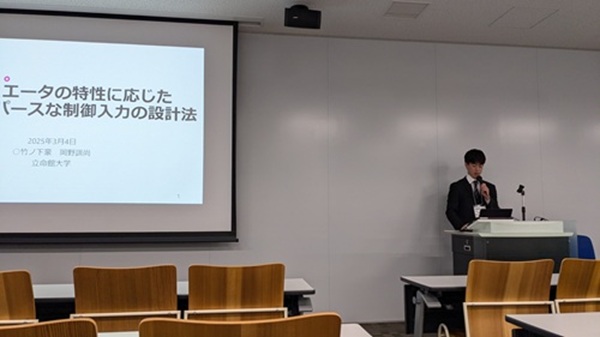 エータの特性に応じた
パースな制御入力の設計法
2025年3月4日
○竹ノ下蒙 岡野訓尚
立命館大学